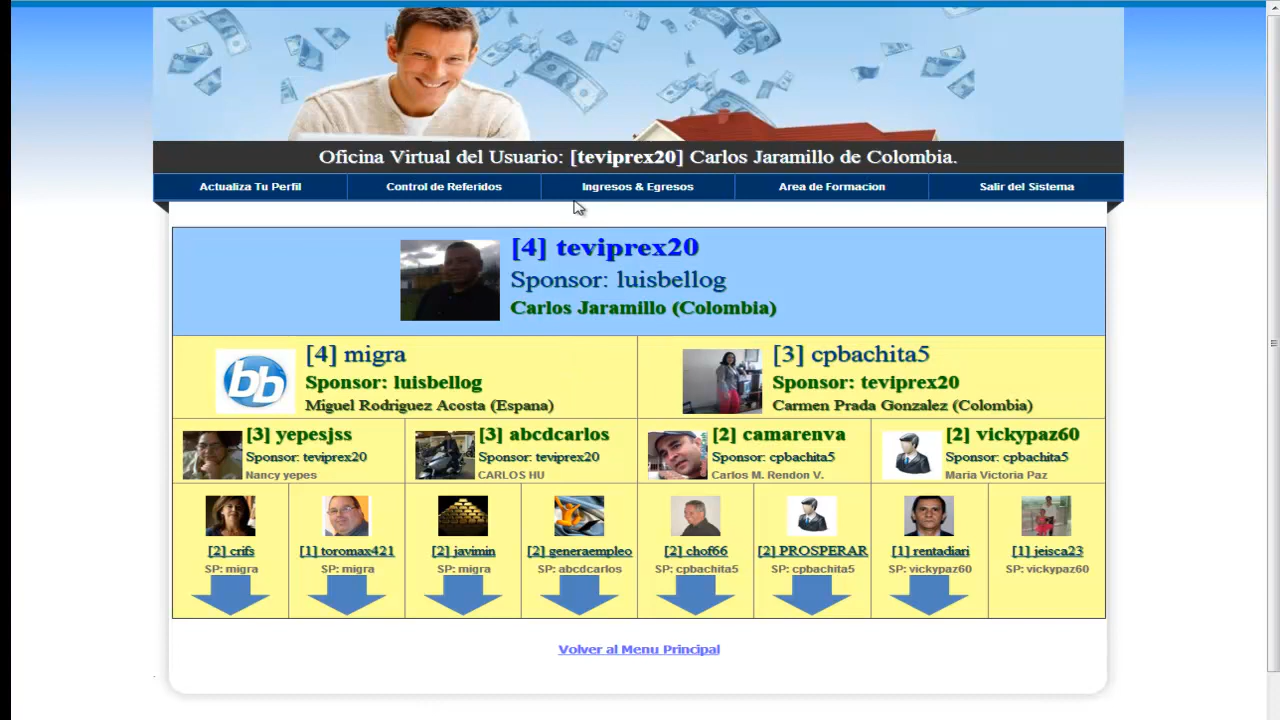 Oficina Virtual del Usuario: [teviprex20] Carlos Jaramillo de Colombia.
Actualiza Tu Perfil
Control de Referidos
Ingresos & Egresos
Area de Formacion
Salir del Sistema
[4] teviprex20
Sponsor: luisbellog
Carlos Jaramillo (Colombia)
bb
[4] migra
Sponsor: luisbellog
Miguel Rodriguez Acosta (Espana)
[3] cpbachita5
Sponsor: teviprex20
Carmen Prada Gonzalez (Colombia)
[3] yepesjss
Sponsor: teviprex20
Nancy yepes
[3] abcdcarlos
Sponsor: teviprex20
CARLOS HU
[2] camarenva
Sponsor: cpbachita5
Carlos M. Rendon V.
[2] vickypaz60
Sponsor: cpbachita5
Maria Victoria Paz
[2] crifs
SP: migra
[1] toromax421
SP: migra
[2] javimin
SP: migra
[2] generaempleo
SP: abcdcarlos
[2] chof66
SP: cpbachita5
[2] PROSPERAR
SP: cpbachita5
[1] rentadiari
SP: vickypaz60
[1] jeisca23
SP: vickypaz60
Volver al Menu Principal